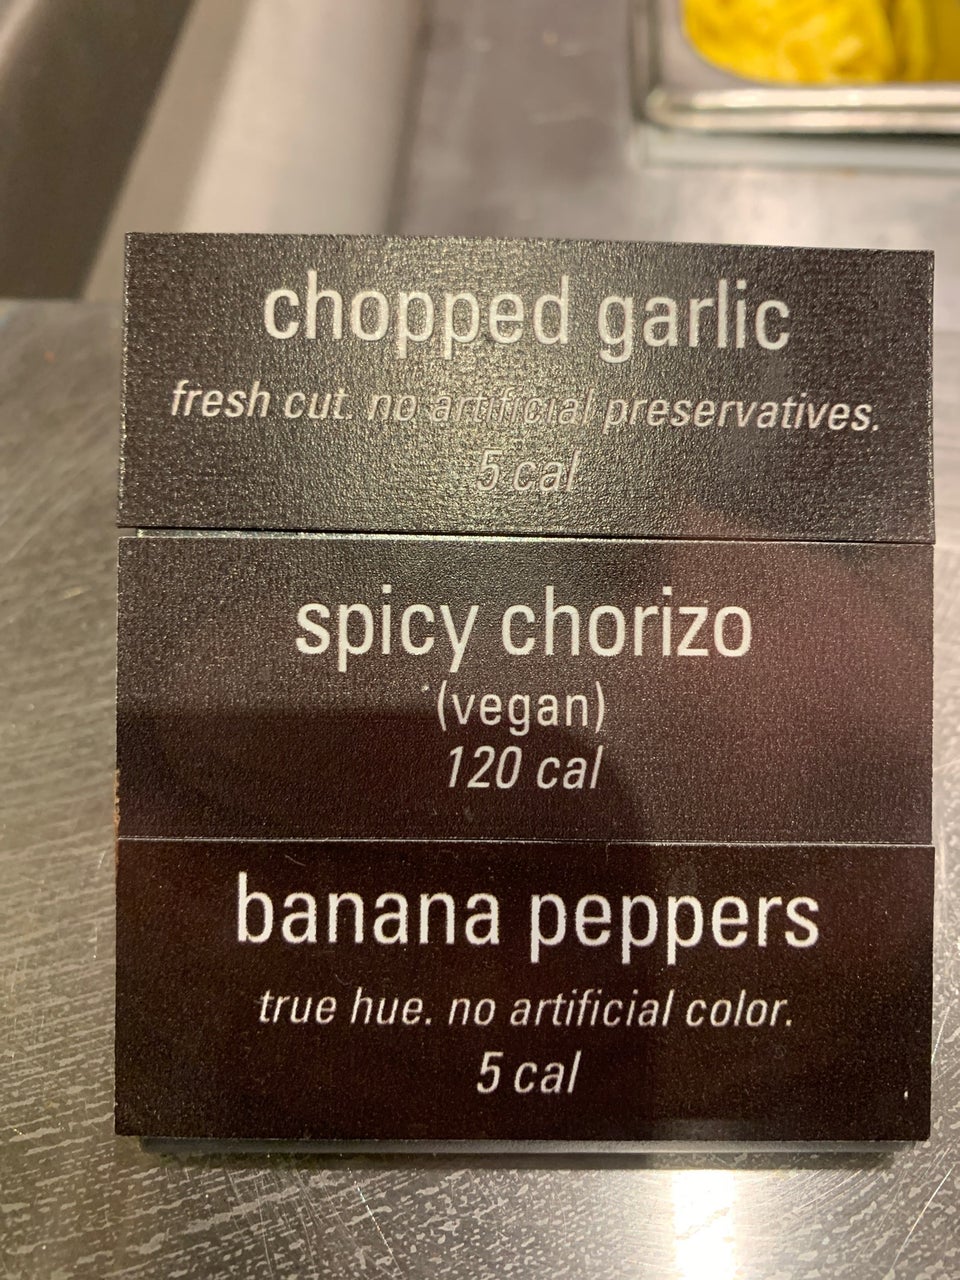 chopped garlic
fresh cut. no artificial preservatives.
5 cal
spicy chorizo
(vegan)
120 cal
banana peppers
true hue. no artificial color.
5 cal